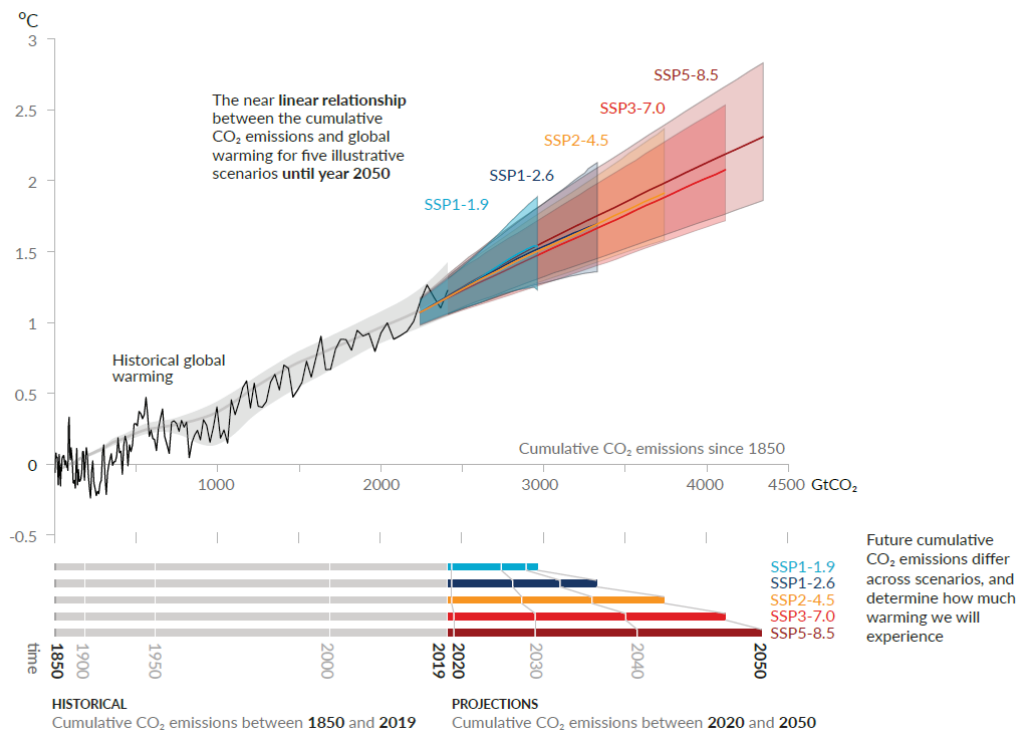 °C
3
2.5
2
1.5
1
0.5
0
-0.5
The near linear relationship
between the cumulative
CO₂ emissions and global
warming for five illustrative
scenarios until year 2050
SSP5-8.5
SSP3-7.0
SSP2-4.5
SSP1-2.6
SSP1-1.9
Historical global
warming
Cumulative CO₂ emissions since 1850
1000
2000
3000
4000
4500
GtCO₂
SSP1-1.9
SSP1-2.6
SSP2-4.5
SSP3-7.0
SSP5-8.5
Future cumulative
CO₂ emissions differ
across scenarios, and
determine how much
warming we will
experience
time
1850
1900
1950
2000
2019
2020
2030
2040
2050
HISTORICAL
Cumulative CO₂ emissions between 1850 and 2019
PROJECTIONS
Cumulative CO₂ emissions between 2020 and 2050